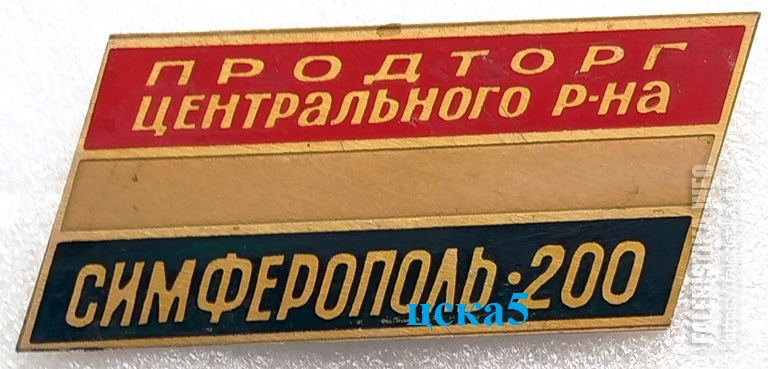 ПРОДТОРГ
ЦЕНТРАЛЬНОГО Р-НА
СИМФЕРОПОЛЬ·200
цска5